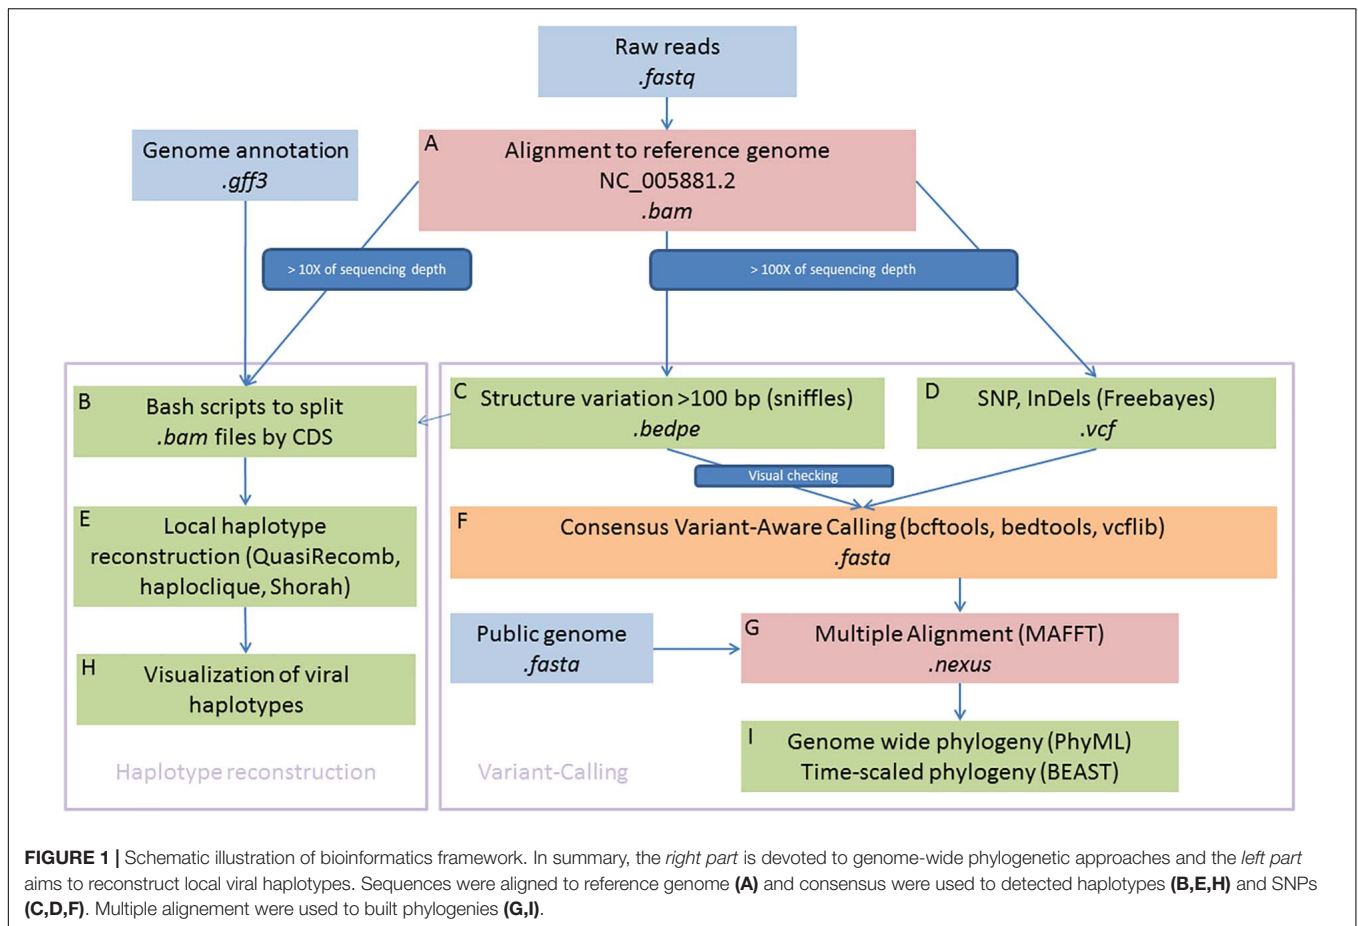 Raw reads
.fastq
Genome annotation
.gff3
A
Alignment to reference genome
NC_005881.2
.bam
> 10X of sequencing depth
> 100X of sequencing depth
B
Bash scripts to split
.bam files by CDS
C
Structure variation >100 bp (sniffles)
.bedpe
D
SNP, InDels (Freebayes)
.vcf
Visual checking
E
Local haplotype
reconstruction (QuasiRecomb,
haploclique, Shorah)
F
Consensus Variant-Aware Calling (bcftools, bedtools, vcflib)
.fasta
Public genome
.fasta
G
Multiple Alignment (MAFFT)
.nexus
H
Visualization of viral
haplotypes
I
Genome wide phylogeny (PhyML)
Time-scaled phylogeny (BEAST)
Haplotype reconstruction
Variant-Calling
FIGURE 1 | Schematic illustration of bioinformatics framework. In summary, the right part is devoted to genome-wide phylogenetic approaches and the left part
aims to reconstruct local viral haplotypes. Sequences were aligned to reference genome (A) and consensus were used to detected haplotypes (B,E,H) and SNPs
(C,D,F). Multiple alignement were used to built phylogenies (G,I).